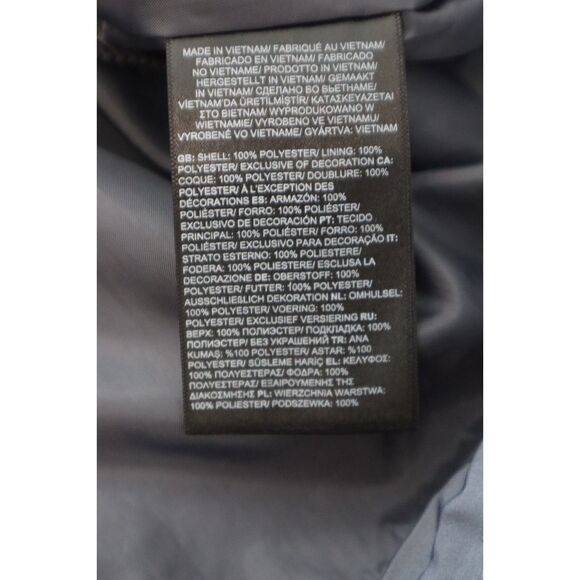 MADE IN VIETNAM/ FABRIQUÉ AU VIETNAM/
FABRICADO EN VIETNAM/ FABRICADO
NO VIETNAME/ PRODOTTO IN VIETNAM/
HERGESTELLT IN VIETNAM/ GEMAAKT
IN VIETNAM/ СДЕЛАНО ВО ВЬЕТНАМЕ/
VİETNAM'DA ÜRETİLMİŞTİR/ ΚΑΤΑΣΚΕΥΑΖΕΤΑΙ
ΣΤΟ ΒΙΕΤΝΑΜ/ WYPRODUKOWANO W
WIETNAMIE/ VYROBENO VE VIETNAMU/
VYROBENÉ VO VIETNAME/ GYÁRTVA: VIETNAM
GB: SHELL: 100% POLYESTER/ LINING: 100%
POLYESTER/ EXCLUSIVE OF DECORATION CA:
COQUE: 100% POLYESTER/ DOUBLURE: 100%
POLYESTER/ À L'EXCEPTION DES
DÉCORATIONS ES: ARMAZÓN: 100%
POLIÉSTER/ FORRO: 100% POLIÉSTER/
EXCLUSIVO DE DECORACIÓN PT: TECIDO
PRINCIPAL: 100% POLIÉSTER/ FORRO: 100%
POLIÉSTER/ EXCLUSIVO PARA DECORAÇÃO IT:
STRATO ESTERNO: 100% POLIESTERE/
FODERA: 100% POLIESTERE/ ESCLUSA LA
DECORAZIONE DE: OBERSTOFF: 100%
POLYESTER/ FUTTER: 100% POLYESTER/
AUSSCHLIEßLICH DEKORATION NL: OMHULSEL:
100% POLYESTER/ VOERING: 100%
POLYESTER/ EXCLUSIEF VERSIERING RU:
ВЕРХ: 100% ПОЛИЭСТЕР/ ПОДКЛАДКА: 100%
ПОЛИЭСТЕР/ БЕЗ УКРАШЕНИЙ TR: ANA
KUMAŞ: %100 POLYESTER/ ASTAR: %100
POLYESTER/ SÜSLEME HARİÇ EL: ΚΕΛΥΦΟΣ:
100% ΠΟΛΥΕΣΤΕΡΑΣ/ ΦΟΔΡΑ: 100%
ΠΟΛΥΕΣΤΕΡΑΣ/ ΕΞΑΙΡΟΥΜΕΝΗΣ ΤΗΣ
ΔΙΑΚΟΣΜΗΣΗΣ PL: WIERZCHNIA WARSTWA:
100% POLIESTER/ PODSZEWKA: 100%